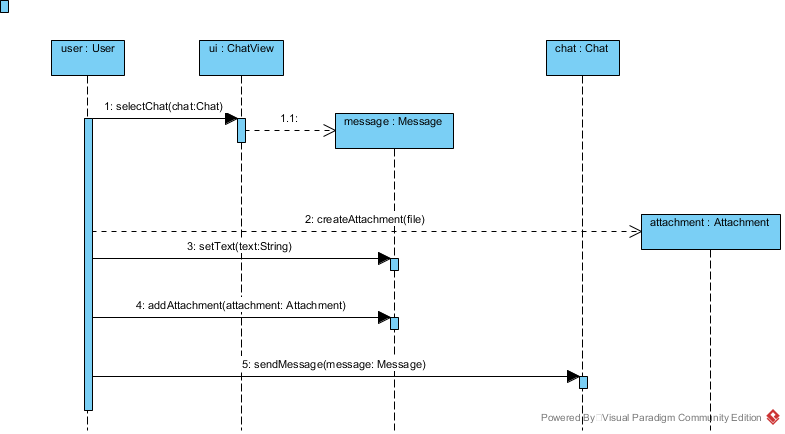 user : User
ui : ChatView
chat : Chat
1: selectChat(chat:Chat)
1.1:
message : Message
2: createAttachment(file)
attachment : Attachment
3: setText(text:String)
4: addAttachment(attachment: Attachment)
5: sendMessage(message: Message)
Powered By Visual Paradigm Community Edition